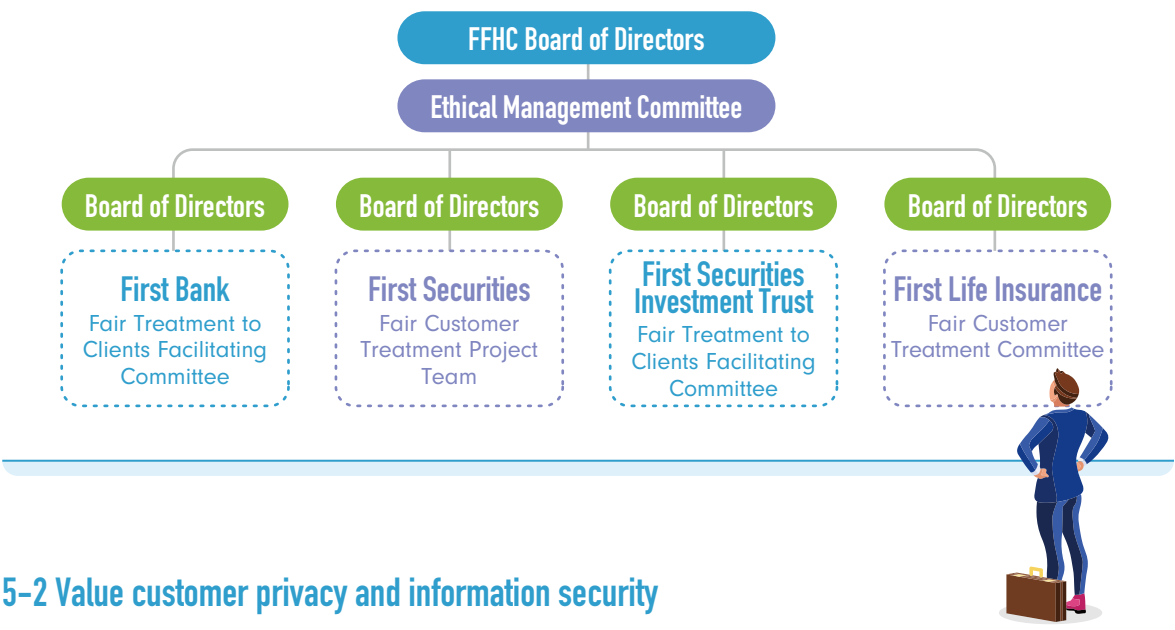 FFHC Board of Directors
Ethical Management Committee
Board of Directors
Board of Directors
Board of Directors
Board of Directors
First Bank
Fair Treatment to
Clients Facilitating
Committee
First Securities
Fair Customer
Treatment Project
Team
First Securities
Investment Trust
Fair Treatment to
Clients Facilitating
Committee
First Life Insurance
Fair Customer
Treatment Committee
5-2 Value customer privacy and information security